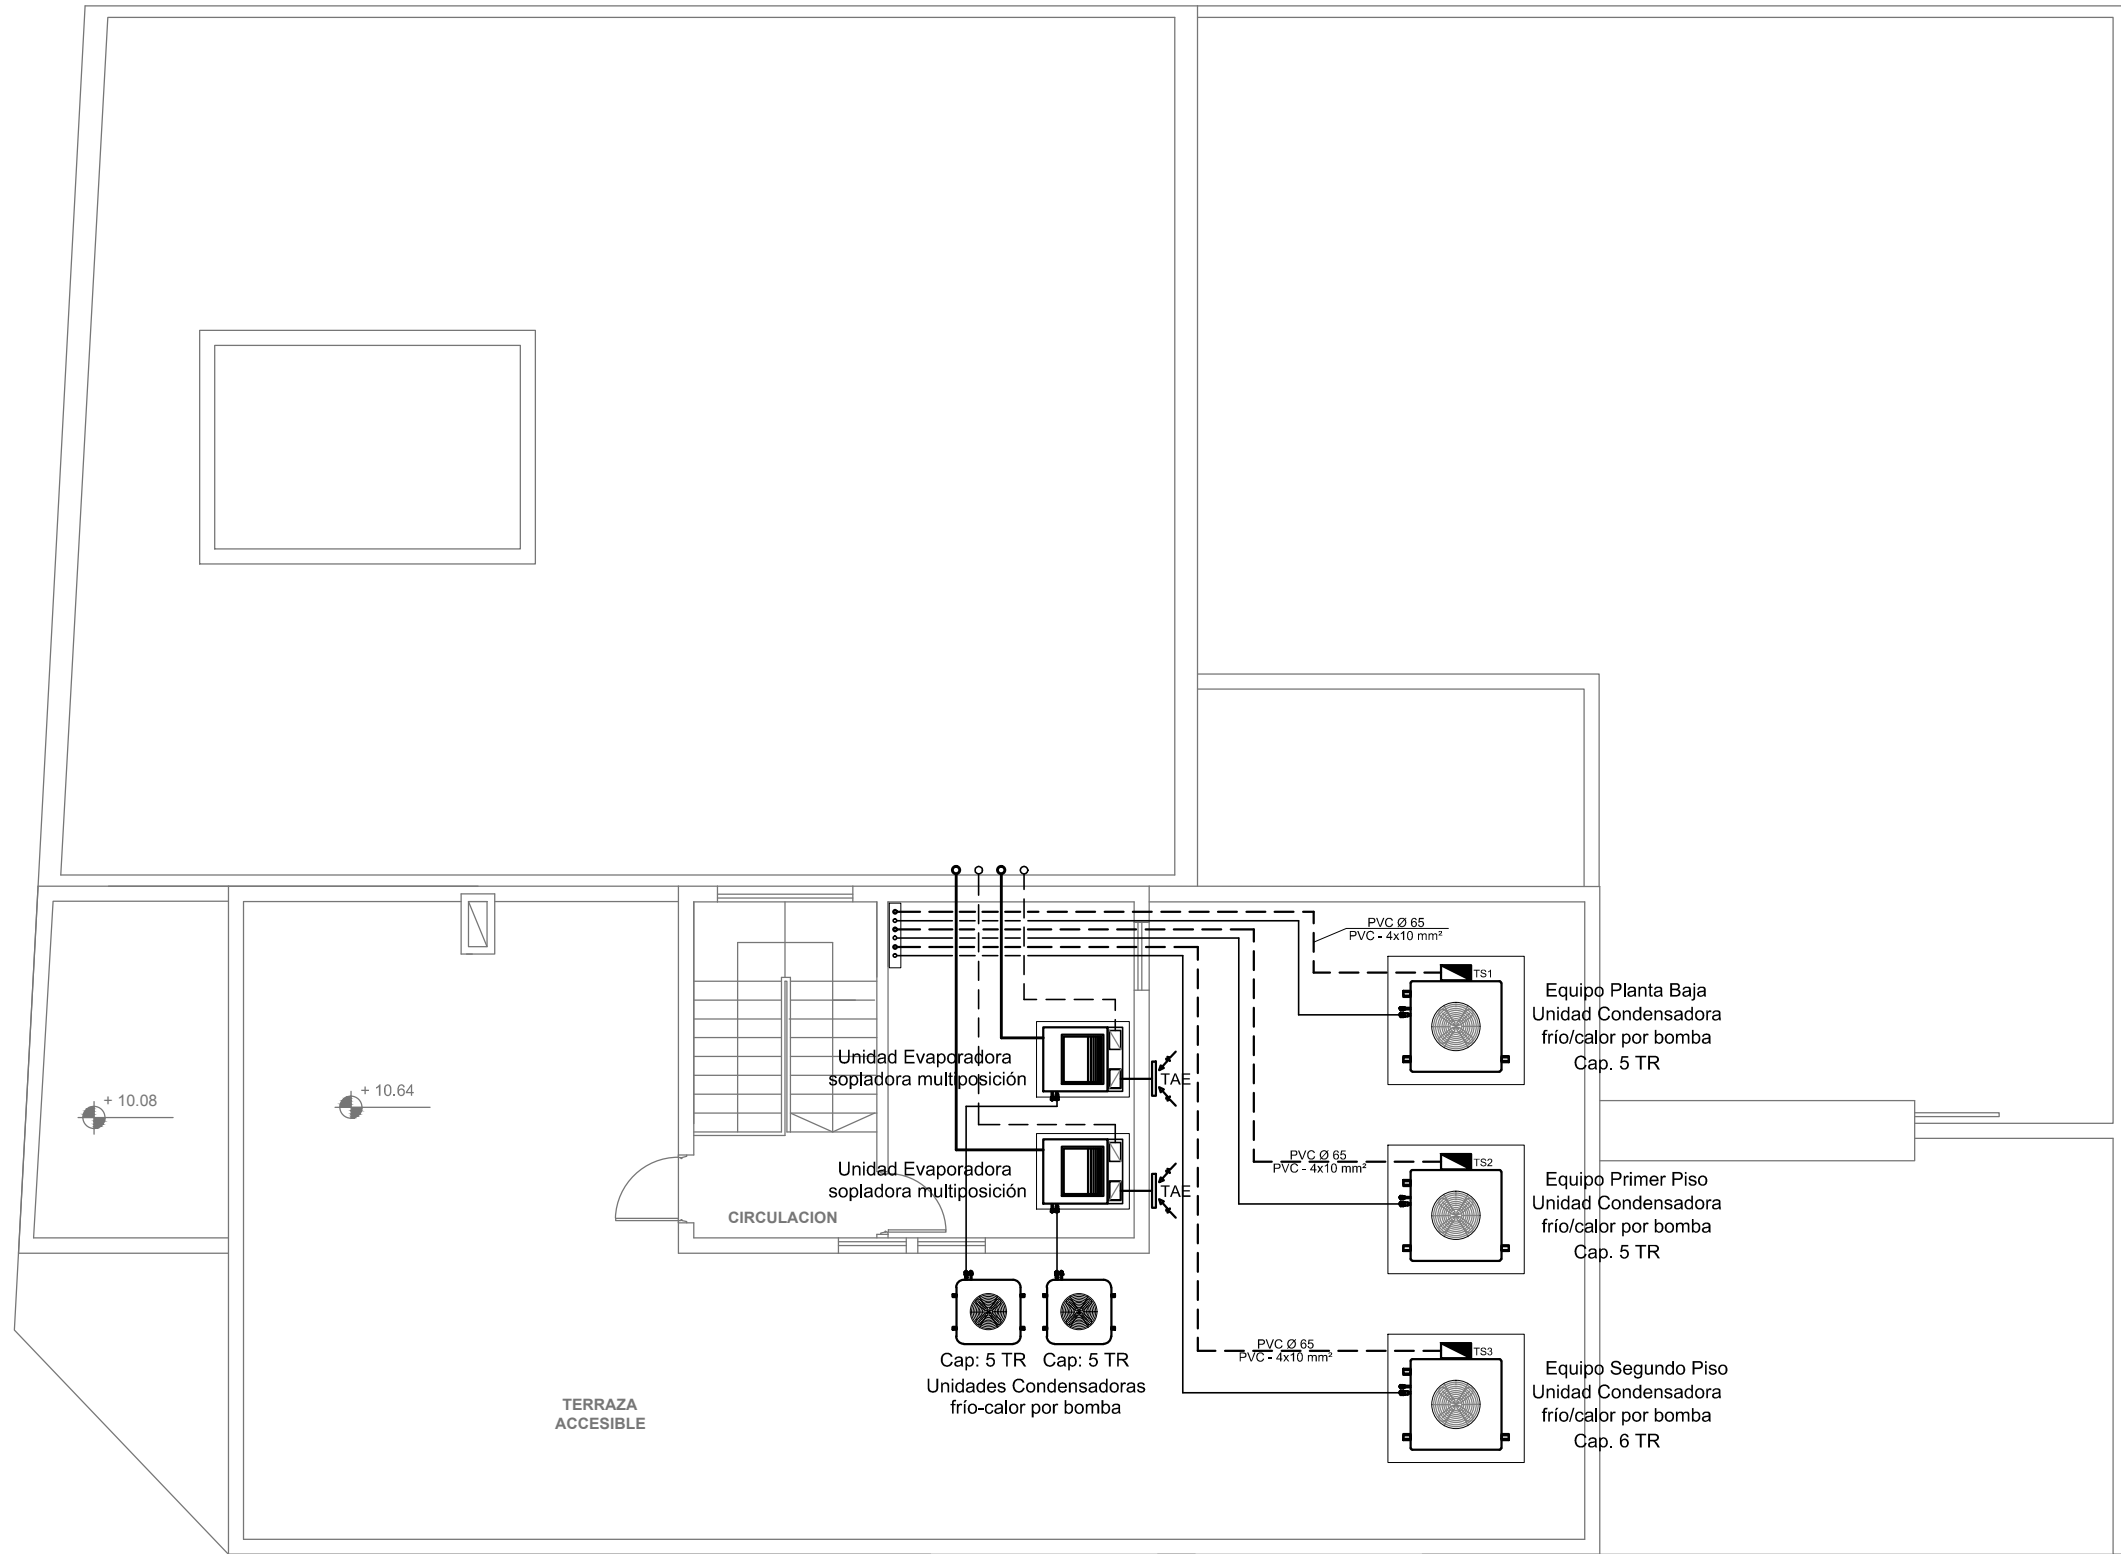 PVC Ø 65
PVC - 4x10 mm²
TS1
Equipo Planta Baja
Unidad Condensadora
frío/calor por bomba
Cap. 5 TR
Unidad Evaporadora
sopladora multiposición
TAE
+ 10.08
+ 10.64
PVC Ø 65
PVC - 4x10 mm²
TS2
Equipo Primer Piso
Unidad Condensadora
frío/calor por bomba
Cap. 5 TR
Unidad Evaporadora
sopladora multiposición
TAE
CIRCULACION
PVC Ø 65
PVC - 4x10 mm²
TS3
Equipo Segundo Piso
Unidad Condensadora
frío/calor por bomba
Cap. 6 TR
Cap: 5 TR Cap: 5 TR
Unidades Condensadoras
frío-calor por bomba
TERRAZA
ACCESIBLE